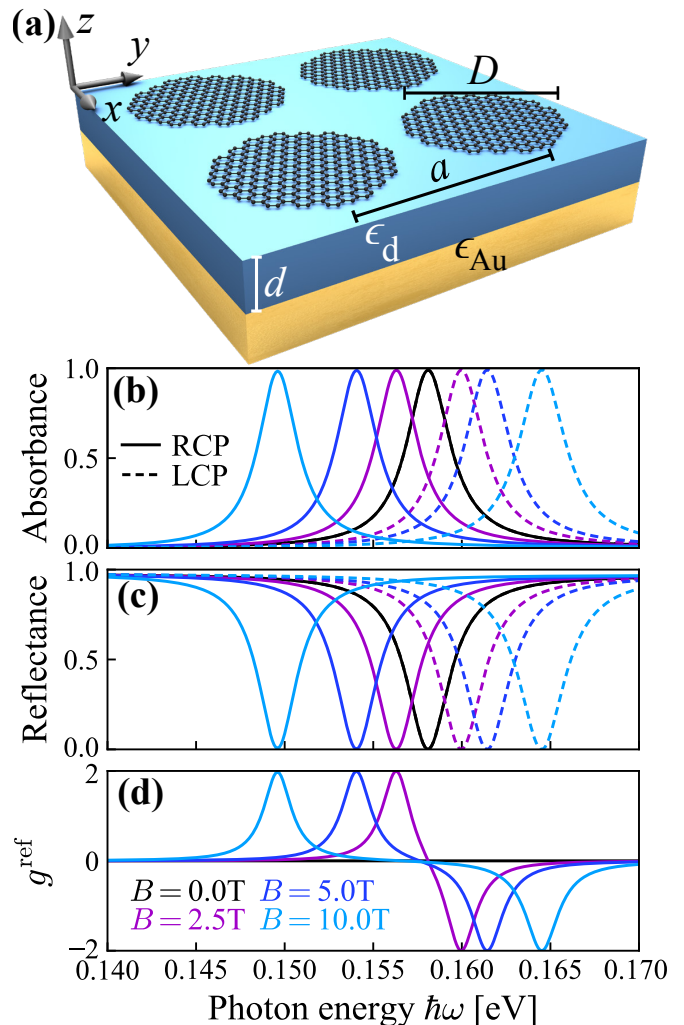 (a)
z
y
x
D
a
ϵd
ϵAu
d
(b)
Absorbance
1.0
0.5
0.0
RCP
LCP
(c)
Reflectance
1.0
0.5
0.0
(d)
g^ref
2
0
−2
B = 0.0T B = 5.0T
B = 2.5T B = 10.0T
0.140 0.145 0.150 0.155 0.160 0.165 0.170
Photon energy ħω [eV]